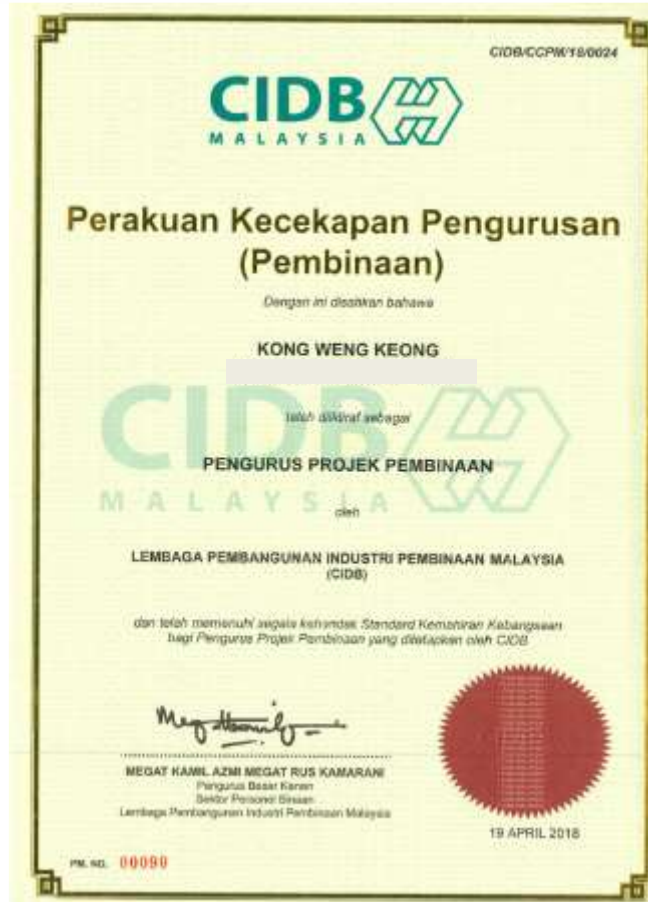 CIDB/CCPM/18/0024
CIDB
MALAYSIA
Perakuan Kecekapan Pengurusan
(Pembinaan)
Dengan ini disahkan bahawa
KONG WENG KEONG
telah diiktiraf sebagai
PENGURUS PROJEK PEMBINAAN
oleh
LEMBAGA PEMBANGUNAN INDUSTRI PEMBINAAN MALAYSIA
(CIDB)
dan telah memenuhi segala kehendak Standard Kemahiran Kebangsaan
bagi Pengurus Projek Pembinaan yang ditetapkan oleh CIDB
MEGAT KAMIL AZMI MEGAT RUS KAMARANI
Pengurus Besar Kanan
Sektor Personel Binaan
Lembaga Pembangunan Industri Pembinaan Malaysia
19 APRIL 2018
PM. NO. 00090